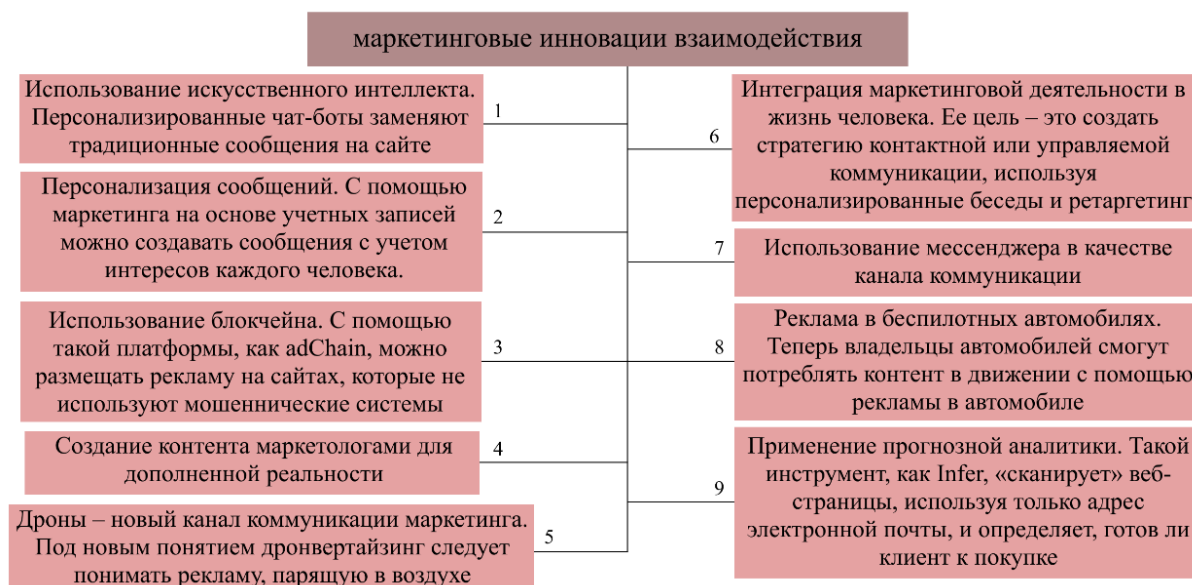 маркетинговые инновации взаимодействия
Использование искусственного интеллекта.
Персонализированные чат-боты заменяют
традиционные сообщения на сайте
1
Персонализация сообщений. С помощью
маркетинга на основе учетных записей
можно создавать сообщения с учетом
интересов каждого человека.
2
Использование блокчейна. С помощью
такой платформы, как adChain, можно
размещать рекламу на сайтах, которые не
используют мошеннические системы
3
Создание контента маркетологами для
дополненной реальности
4
Дроны – новый канал коммуникации маркетинга.
Под новым понятием дронвертайзинг следует
понимать рекламу, парящую в воздухе
5
6
Интеграция маркетинговой деятельности в
жизнь человека. Ее цель – это создать
стратегию контактной или управляемой
коммуникации, используя
персонализированные беседы и ретаргетинг
7
Использование мессенджера в качестве
канала коммуникации
8
Реклама в беспилотных автомобилях.
Теперь владельцы автомобилей смогут
потреблять контент в движении с помощью
рекламы в автомобиле
9
Применение прогнозной аналитики. Такой
инструмент, как Infer, «сканирует» веб-
страницы, используя только адрес
электронной почты, и определяет, готов ли
клиент к покупке